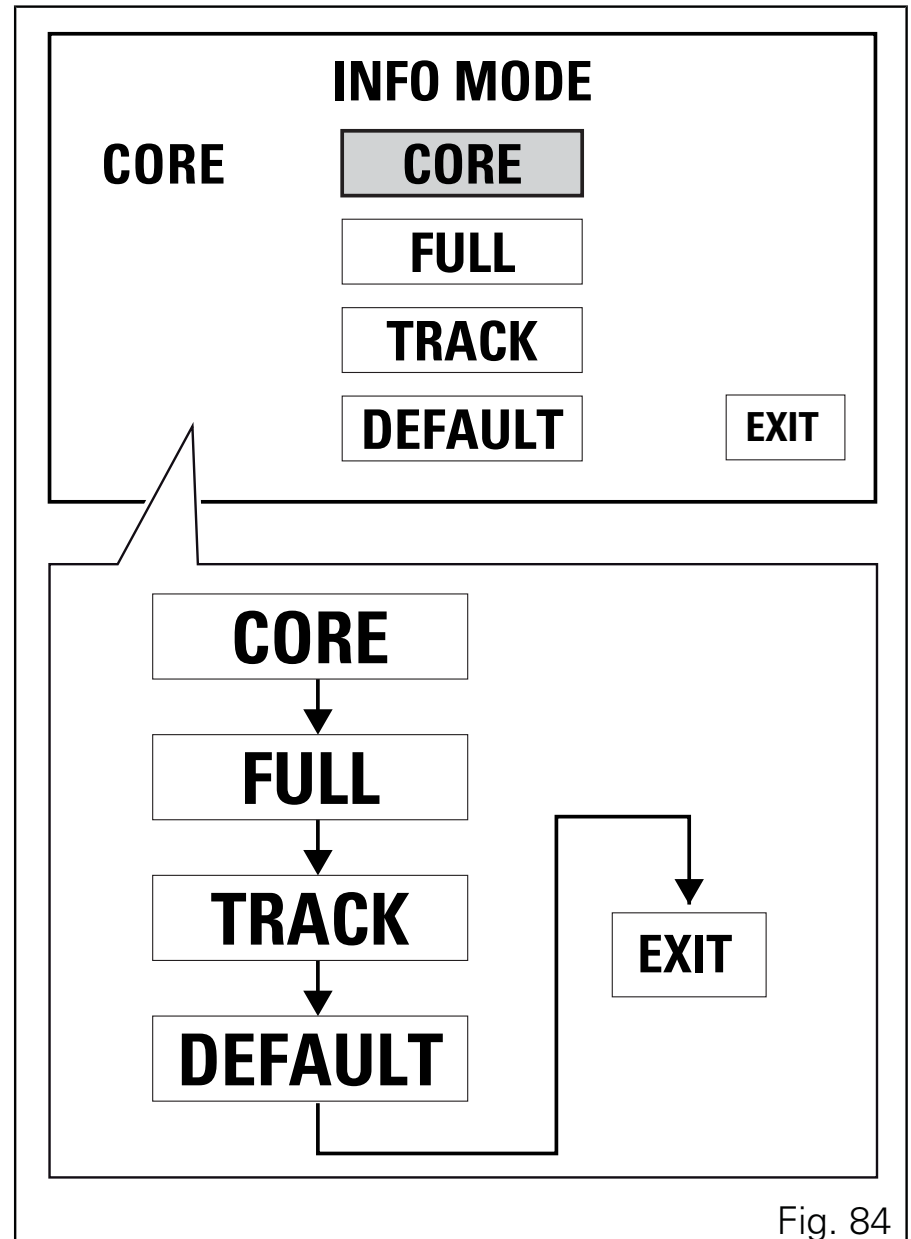 INFO MODE
CORE CORE
FULL
TRACK
DEFAULT EXIT
CORE
FULL
TRACK
EXIT
DEFAULT
Fig. 84